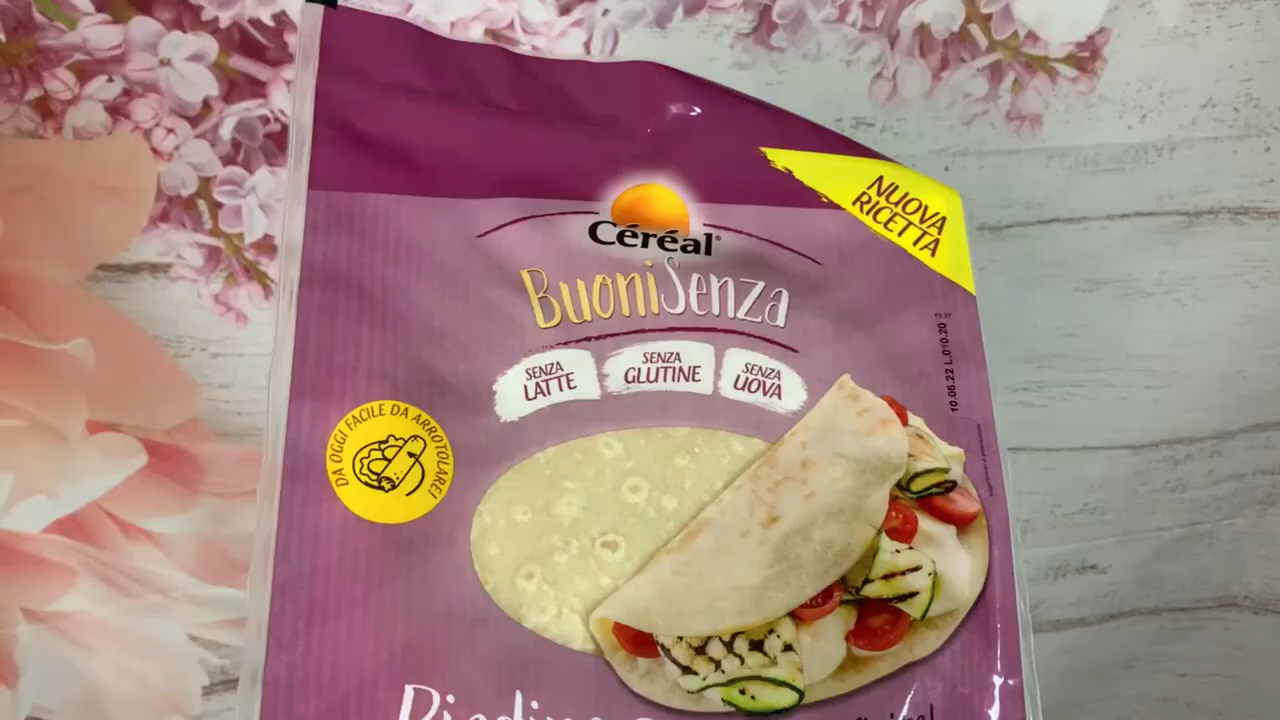 NUOVA
RICETTA
Céréal®
BuoniSenza
SENZA
LATTE
SENZA
GLUTINE
SENZA
UOVA
DA OGGI FACILE DA ARROTOLARE!
10.06.22 L.010.20